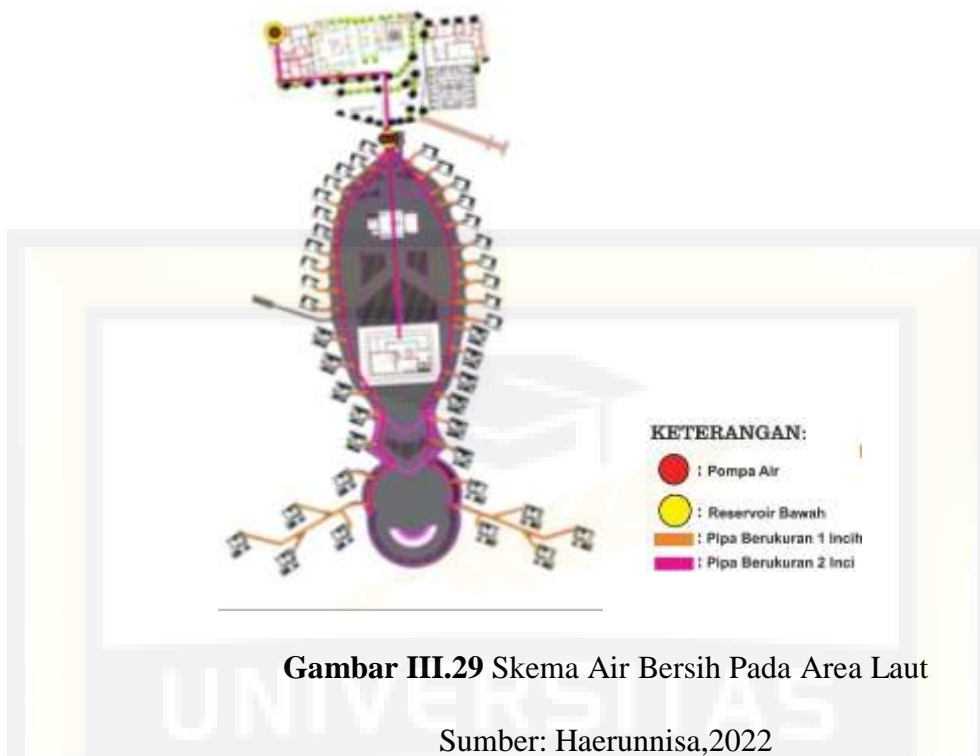 KETERANGAN:
: Pompa Air
: Reservoir Bawah
: Pipa Berukuran 1 Incih
: Pipa Berukuran 2 Inci
Gambar III.29 Skema Air Bersih Pada Area Laut
UNIVERSITAS
Sumber: Haerunnisa,2022